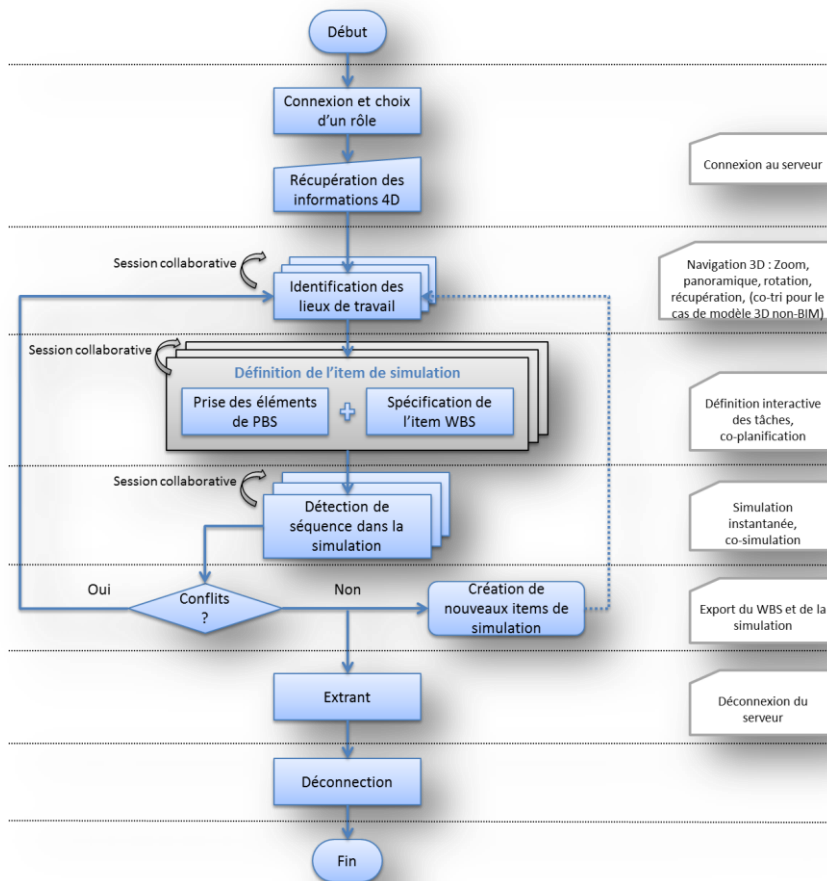 Début
Connexion et choix
d'un rôle
Connexion au serveur
Récupération des
informations 4D
Session collaborative
Identification des
lieux de travail
Navigation 3D : Zoom,
panoramique, rotation,
récupération, (co-tri pour le
cas de modèle 3D non-BIM)
Session collaborative
Définition de l'item de simulation
Prise des éléments
de PBS
Spécification de
l'item WBS
Définition interactive
des tâches,
co-planification
Session collaborative
Détection de
séquence dans la
simulation
Simulation
instantanée,
co-simulation
Oui
Conflits
?
Non
Création de
nouveaux items de
simulation
Export du WBS et de la
simulation
Extrant
Déconnexion du
serveur
Déconnection
Fin